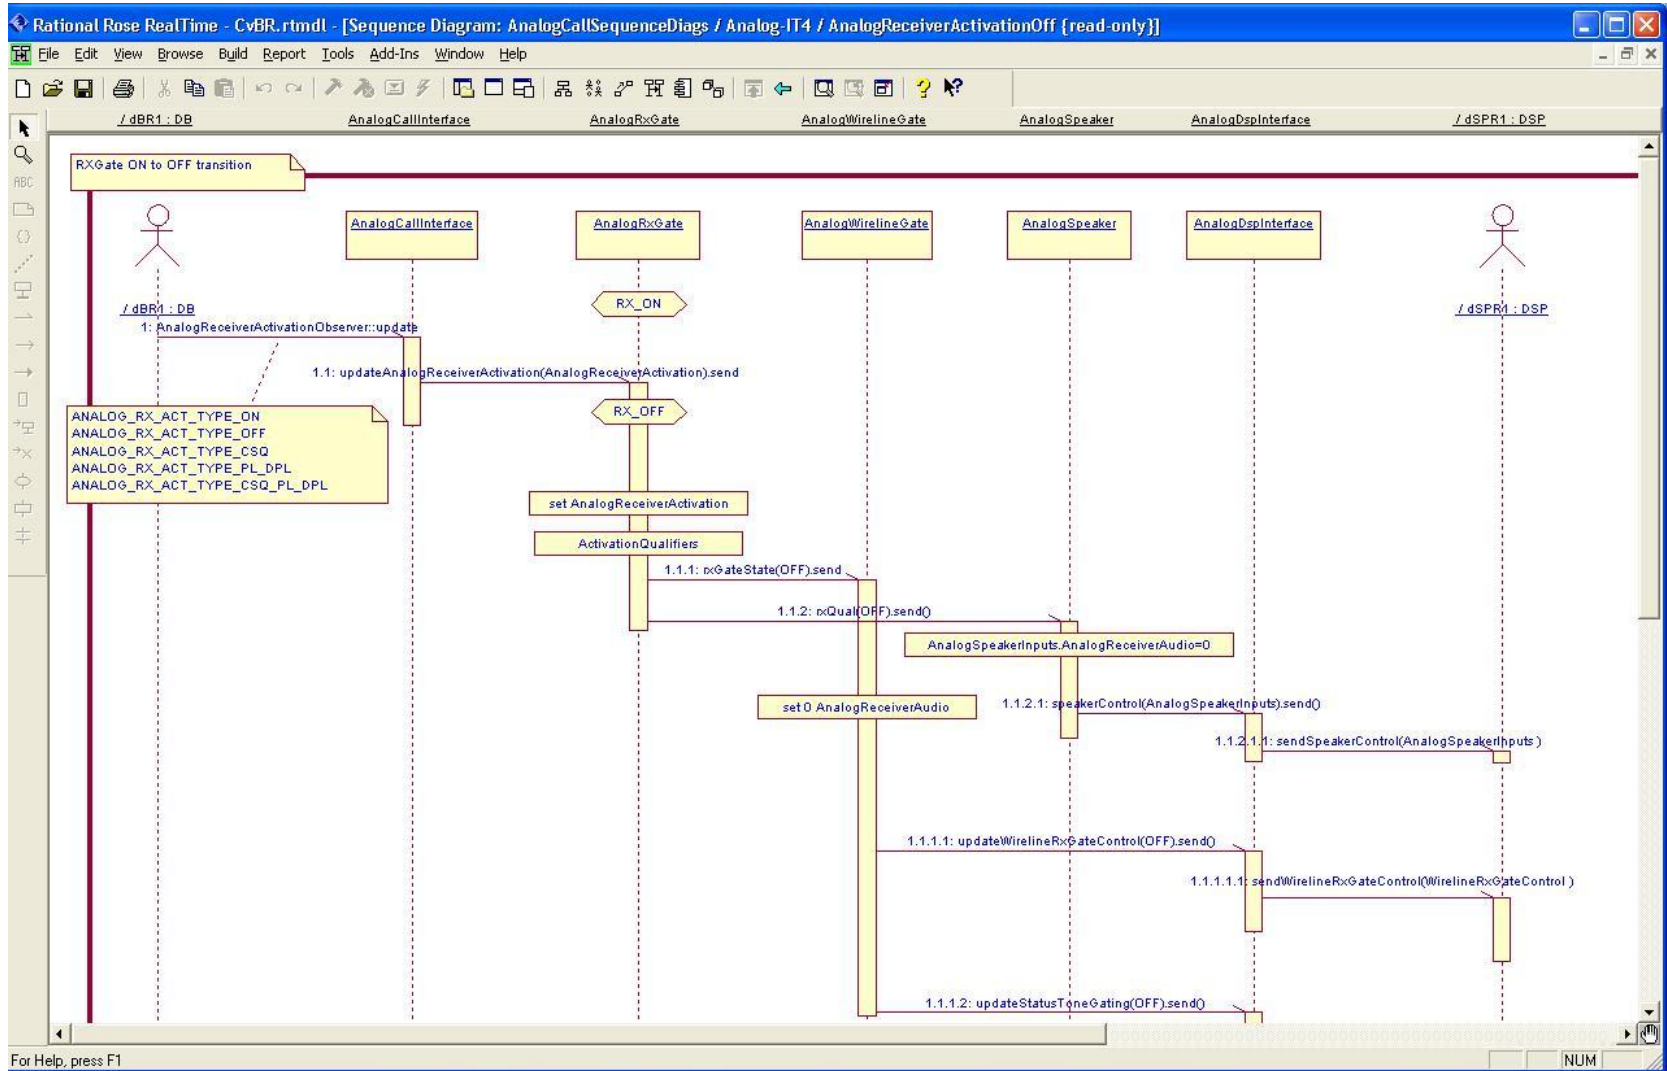 Rational Rose RealTime - CvBR.rtmdl - [Sequence Diagram: AnalogCallSequenceDiags / Analog-IT4 / AnalogReceiverActivationOff {read-only}]
File Edit View Browse Build Report Tools Add-Ins Window Help
/ dBR1 : DB AnalogCallInterface AnalogRxGate AnalogWirelineGate AnalogSpeaker AnalogDspInterface / dSPR1 : DSP
ABC
RXGate ON to OFF transition
AnalogCallInterface AnalogRxGate AnalogWirelineGate AnalogSpeaker AnalogDspInterface
RX_ON
/ dBR1 : DB / dSPR1 : DSP
1: AnalogReceiverActivationObserver::update
1.1: updateAnalogReceiverActivation(AnalogReceiverActivation).send
RX_OFF
ANALOG_RX_ACT_TYPE_ON
ANALOG_RX_ACT_TYPE_OFF
ANALOG_RX_ACT_TYPE_CSQ
ANALOG_RX_ACT_TYPE_PL_DPL
ANALOG_RX_ACT_TYPE_CSQ_PL_DPL
set AnalogReceiverActivation
ActivationQualifiers
1.1.1: rxGateState(OFF).send
1.1.2: rxQual(OFF).send()
AnalogSpeakerInputs.AnalogReceiverAudio=0
set 0 AnalogReceiverAudio
1.1.2.1: speakerControl(AnalogSpeakerInputs).send()
1.1.2.1.1: sendSpeakerControl(AnalogSpeakerInputs )
1.1.1.1: updateWirelineRxGateControl(OFF).send()
1.1.1.1.1: sendWirelineRxGateControl(WirelineRxGateControl )
1.1.1.2: updateStatusToneGating(OFF).send()
For Help, press F1
NUM